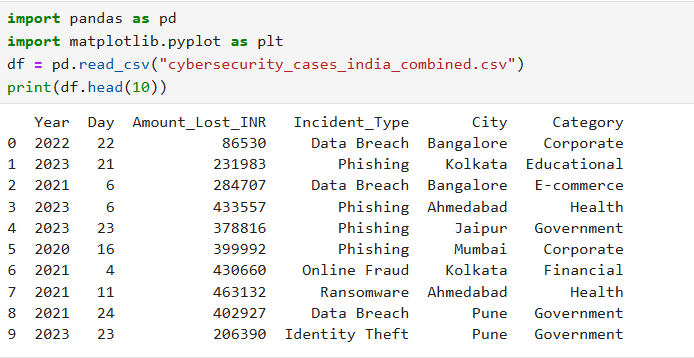 import pandas as pd
import matplotlib.pyplot as plt
df = pd.read_csv("cybersecurity_cases_india_combined.csv")
print(df.head(10))
Year Day Amount_Lost_INR Incident_Type City Category
0 2022 22 86530 Data Breach Bangalore Corporate
1 2023 21 231983 Phishing Kolkata Educational
2 2021 6 284707 Data Breach Bangalore E-commerce
3 2023 6 433557 Phishing Ahmedabad Health
4 2023 23 378816 Phishing Jaipur Government
5 2020 16 399992 Phishing Mumbai Corporate
6 2021 4 430660 Online Fraud Kolkata Financial
7 2021 11 463132 Ransomware Ahmedabad Health
8 2021 24 402927 Data Breach Pune Government
9 2023 23 206390 Identity Theft Pune Government